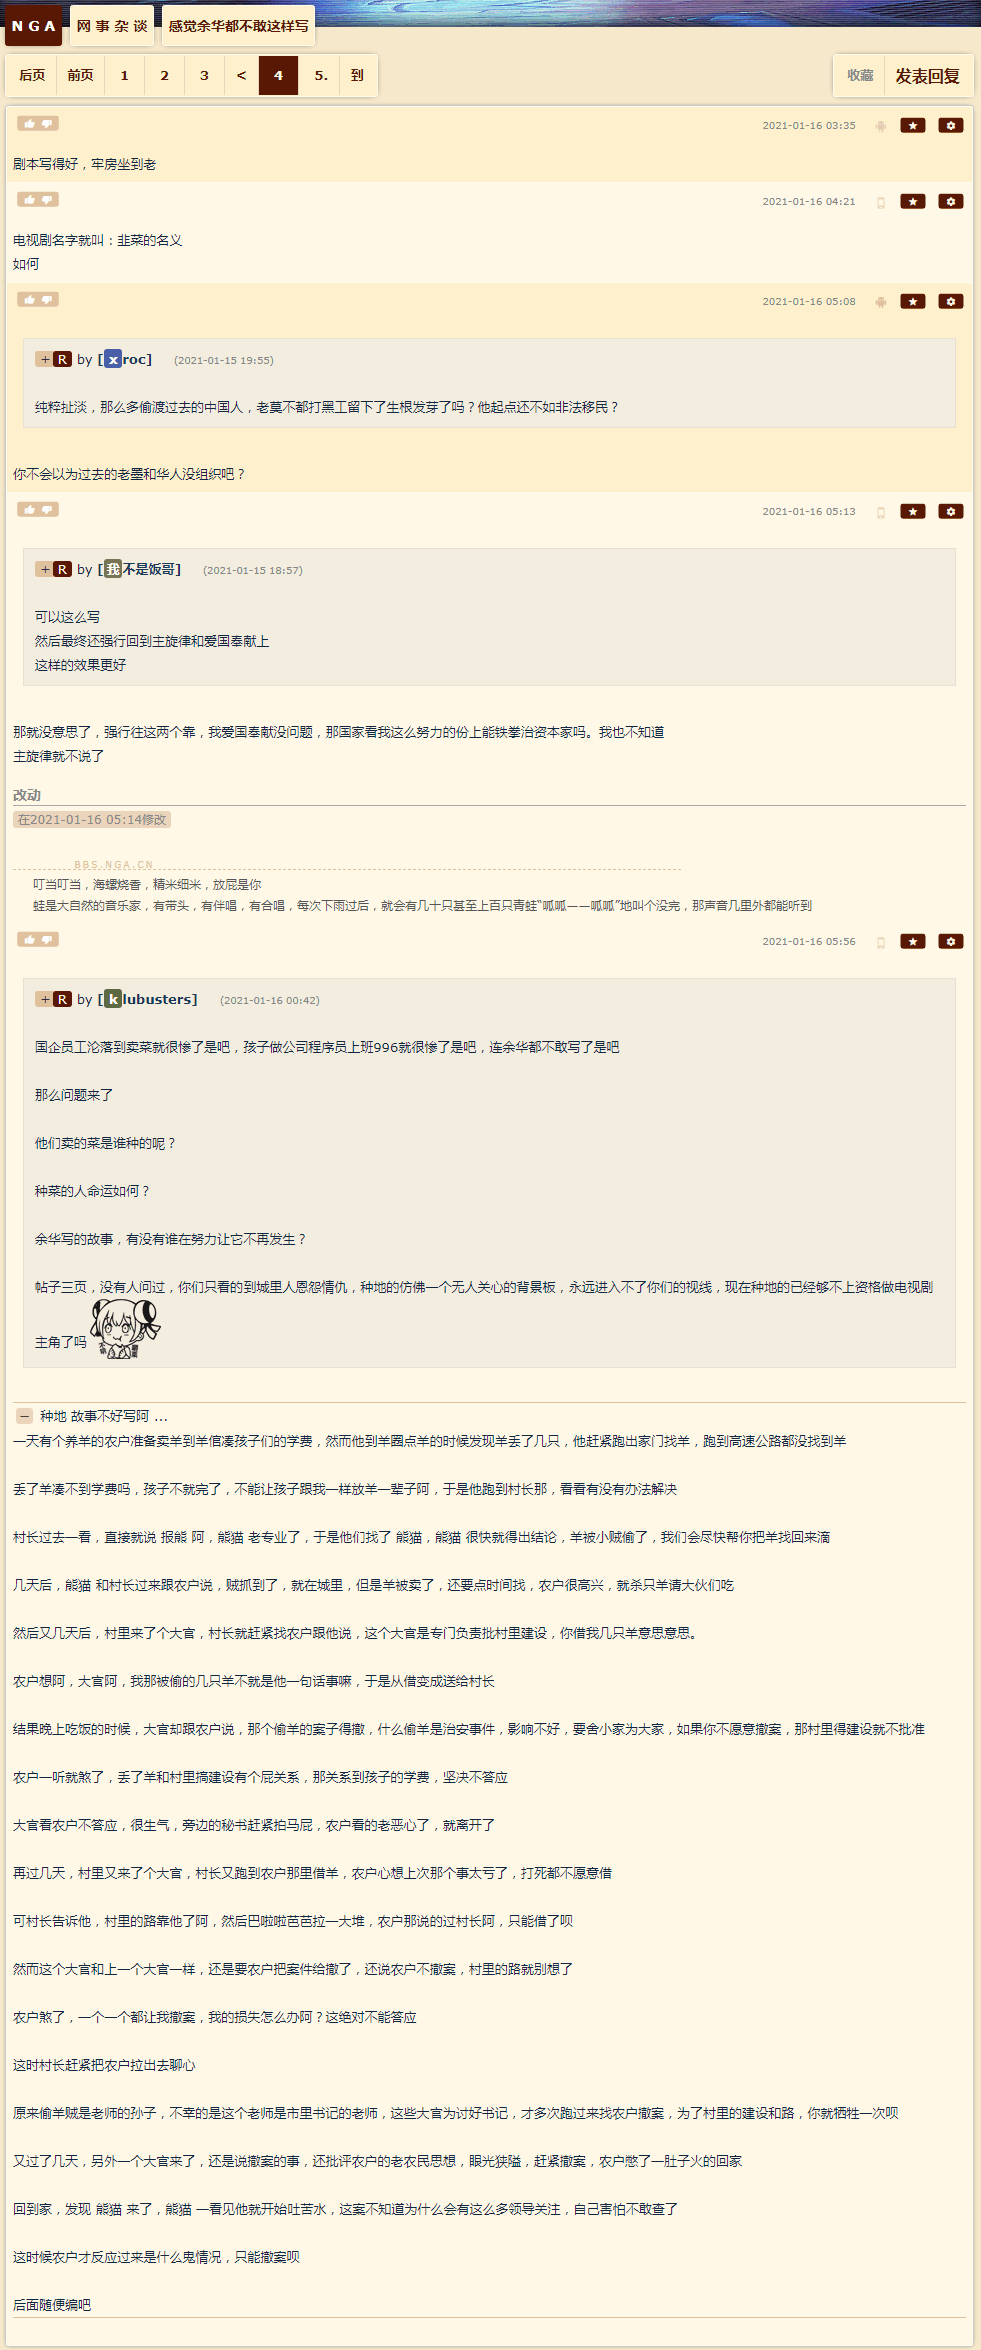 NGA 网事杂谈 感觉余华都不敢这样写
后页 前页 1 2 3 < 4 5. 到 收藏 发表回复
2021-01-16 03:35
剧本写得好，牢房坐到老
2021-01-16 04:21
电视剧名字就叫：韭菜的名义
如何
2021-01-16 05:08
+ R by [xroc] (2021-01-15 19:55)
纯粹扯淡，那么多偷渡过去的中国人，老莫不都打黑工留下了生根发芽了吗？他起点还不如非法移民？
你不会以为过去的老墨和华人没组织吧？
2021-01-16 05:13
+ R by [我不是饭哥] (2021-01-15 18:57)
可以这么写
然后最终还强行回到主旋律和爱国奉献上
这样的效果更好
那就没意思了，强行往这两个靠，我爱国奉献没问题，那国家看我这么努力的份上能铁拳治资本家吗。我也不知道
主旋律就不说了
改动
在2021-01-16 05:14修改
BBS.NGA.CN
叮当叮当，海螺烧香，精米细米，放屁是你
蛙是大自然的音乐家，有带头，有伴唱，有合唱，每次下雨过后，就会有几十只甚至上百只青蛙“呱呱——呱呱”地叫个没完，那声音几里外都能听到
2021-01-16 05:56
+ R by [klubusters] (2021-01-16 00:42)
国企员工沦落到卖菜就很惨了是吧，孩子做公司程序员上班996就很惨了是吧，连余华都不敢写了是吧
那么问题来了
他们卖的菜是谁种的呢？
种菜的人命运如何？
余华写的故事，有没有谁在努力让它不再发生？
帖子三页，没有人问过，你们只看的到城里人恩怨情仇，种地的仿佛一个无人关心的背景板，永远进入不了你们的视线，现在种地的已经够不上资格做电视剧
主角了吗
− 种地 故事不好写阿 ...
一天有个养羊的农户准备卖羊到羊倌凑孩子们的学费，然而他到羊圈点羊的时候发现羊丢了几只，他赶紧跑出家门找羊，跑到高速公路都没找到羊
丢了羊凑不到学费吗，孩子不就完了，不能让孩子跟我一样放羊一辈子阿，于是他跑到村长那，看看有没有办法解决
村长过去一看，直接就说 报熊 阿，熊猫 老专业了，于是他们找了 熊猫，熊猫 很快就得出结论，羊被小贼偷了，我们会尽快帮你把羊找回来滴
几天后，熊猫 和村长过来跟农户说，贼抓到了，就在城里，但是羊被卖了，还要点时间找，农户很高兴，就杀只羊请大伙们吃
然后又几天后，村里来了个大官，村长就赶紧找农户跟他说，这个大官是专门负责批村里建设，你借我几只羊意思意思。
农户想阿，大官阿，我那被偷的几只羊不就是他一句话事嘛，于是从借变成送给村长
结果晚上吃饭的时候，大官却跟农户说，那个偷羊的案子得撤，什么偷羊是治安事件，影响不好，要舍小家为大家，如果你不愿意撤案，那村里得建设就不批准
农户一听就煞了，丢了羊和村里搞建设有个屁关系，那关系到孩子的学费，坚决不答应
大官看农户不答应，很生气，旁边的秘书赶紧拍马屁，农户看的老恶心了，就离开了
再过几天，村里又来了个大官，村长又跑到农户那里借羊，农户心想上次那个事太亏了，打死都不愿意借
可村长告诉他，村里的路靠他了阿，然后巴啦啦芭芭拉一大堆，农户那说的过村长阿，只能借了呗
然而这个大官和上一个大官一样，还是要农户把案件给撤了，还说农户不撤案，村里的路就别想了
农户煞了，一个一个都让我撤案，我的损失怎么办阿？这绝对不能答应
这时村长赶紧把农户拉出去聊心
原来偷羊贼是老师的孙子，不幸的是这个老师是市里书记的老师，这些大官为讨好书记，才多次跑过来找农户撤案，为了村里的建设和路，你就牺牲一次呗
又过了几天，另外一个大官来了，还是说撤案的事，还批评农户的老农民思想，眼光狭隘，赶紧撤案，农户憋了一肚子火的回家
回到家，发现 熊猫 来了，熊猫 一看见他就开始吐苦水，这案不知道为什么会有这么多领导关注，自己害怕不敢查了
这时候农户才反应过来是什么鬼情况，只能撤案呗
后面随便编吧